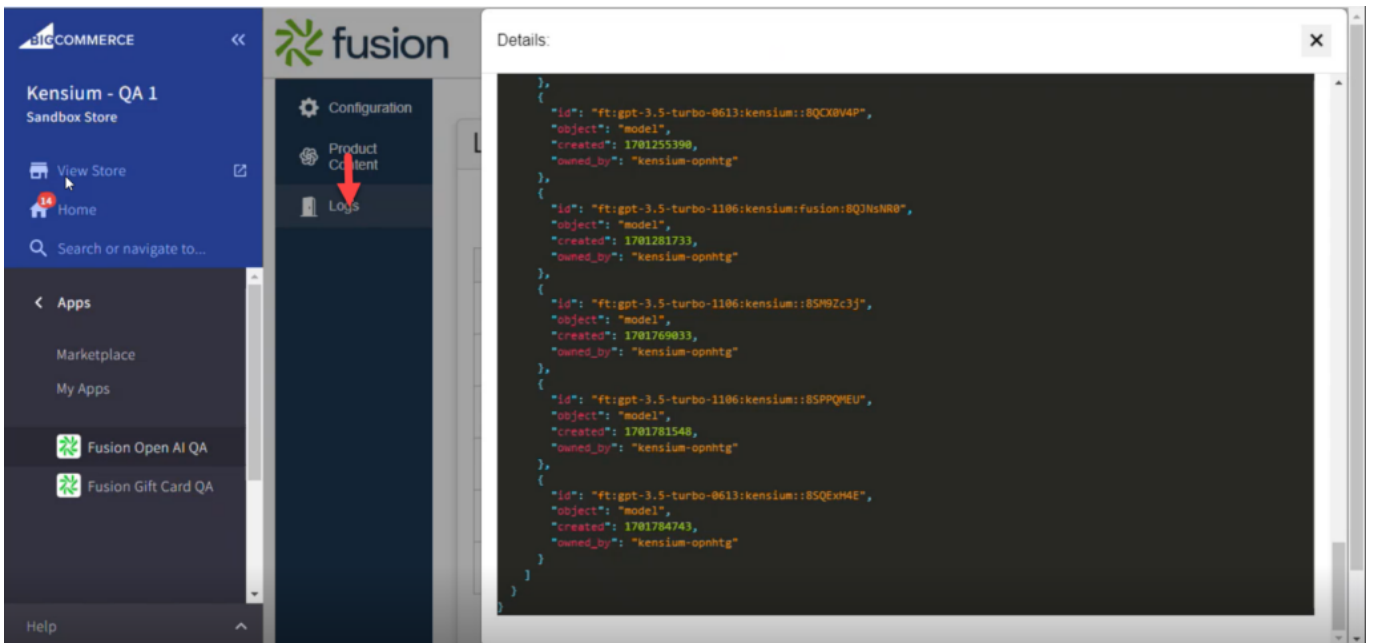 BIGCOMMERCE
Kensium - QA 1
Sandbox Store
View Store
14
Home
Search or navigate to...
Apps
Marketplace
My Apps
Fusion Open AI QA
Fusion Gift Card QA
Help
fusion
Configuration
Product
Content
Logs
L
Details:
},
{
"id": "ft:gpt-3.5-turbo-0613:kensium::8QCX0V4P",
"object": "model",
"created": 1701255390,
"owned_by": "kensium-opnhtg"
},
{
"id": "ft:gpt-3.5-turbo-1106:kensium:fusion:8QJNsNR0",
"object": "model",
"created": 1701281733,
"owned_by": "kensium-opnhtg"
},
{
"id": "ft:gpt-3.5-turbo-1106:kensium::8SM9Zc3j",
"object": "model",
"created": 1701769033,
"owned_by": "kensium-opnhtg"
},
{
"id": "ft:gpt-3.5-turbo-1106:kensium::8SPPQMEU",
"object": "model",
"created": 1701781548,
"owned_by": "kensium-opnhtg"
},
{
"id": "ft:gpt-3.5-turbo-0613:kensium::8SQExH4E",
"object": "model",
"created": 1701784743,
"owned_by": "kensium-opnhtg"
}
]
}
}